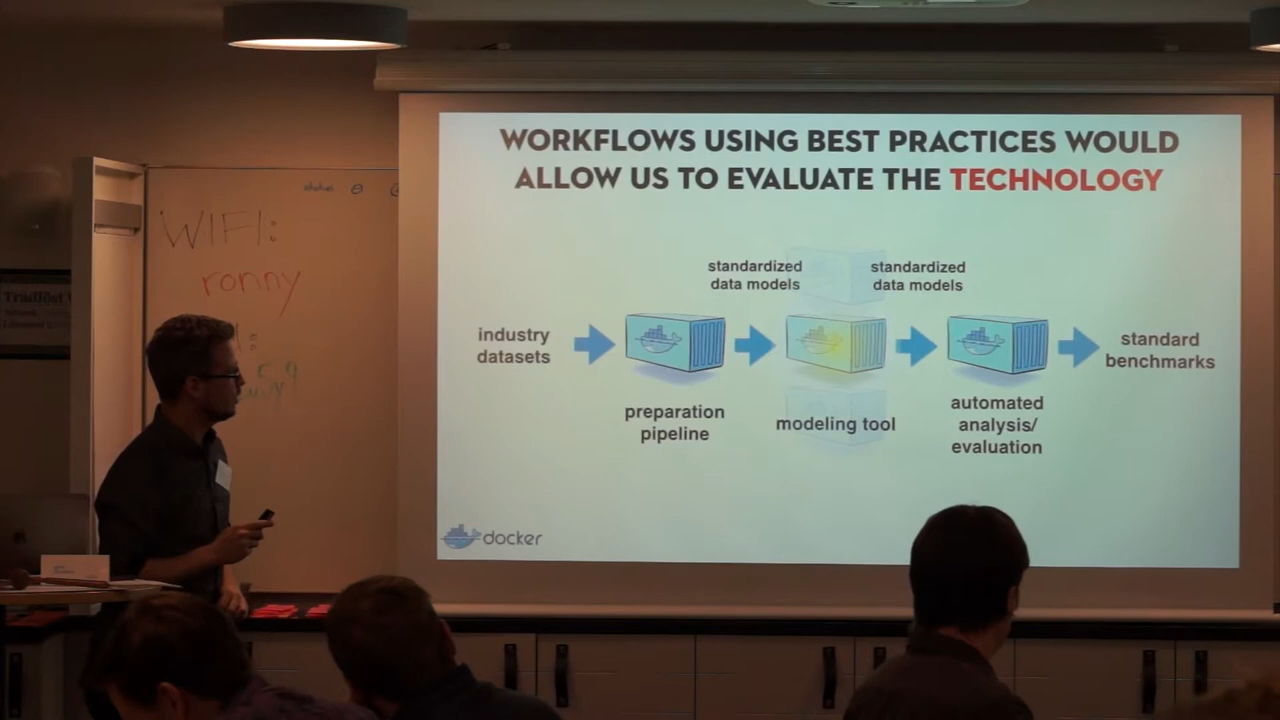 WORKFLOWS USING BEST PRACTICES WOULD
ALLOW US TO EVALUATE THE TECHNOLOGY
standardized
data models
standardized
data models
industry
datasets
standard
benchmarks
preparation
pipeline
modeling tool
automated
analysis/
evaluation
docker
WIFI:
ronny
Trådlöst